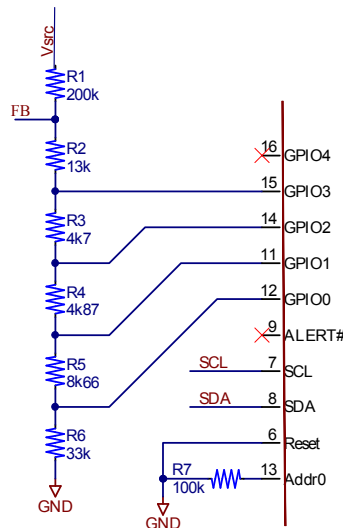 Vsrc
R1
200k
FB
R2
13k
16
GPIO4
15
GPIO3
R3
4k7
14
GPIO2
11
GPIO1
R4
4k87
12
GPIO0
9
ALERT#
R5
8k66
SCL
7
SCL
SDA
8
SDA
R6
33k
6
Reset
R7
100k
13
Addr0
GND
GND